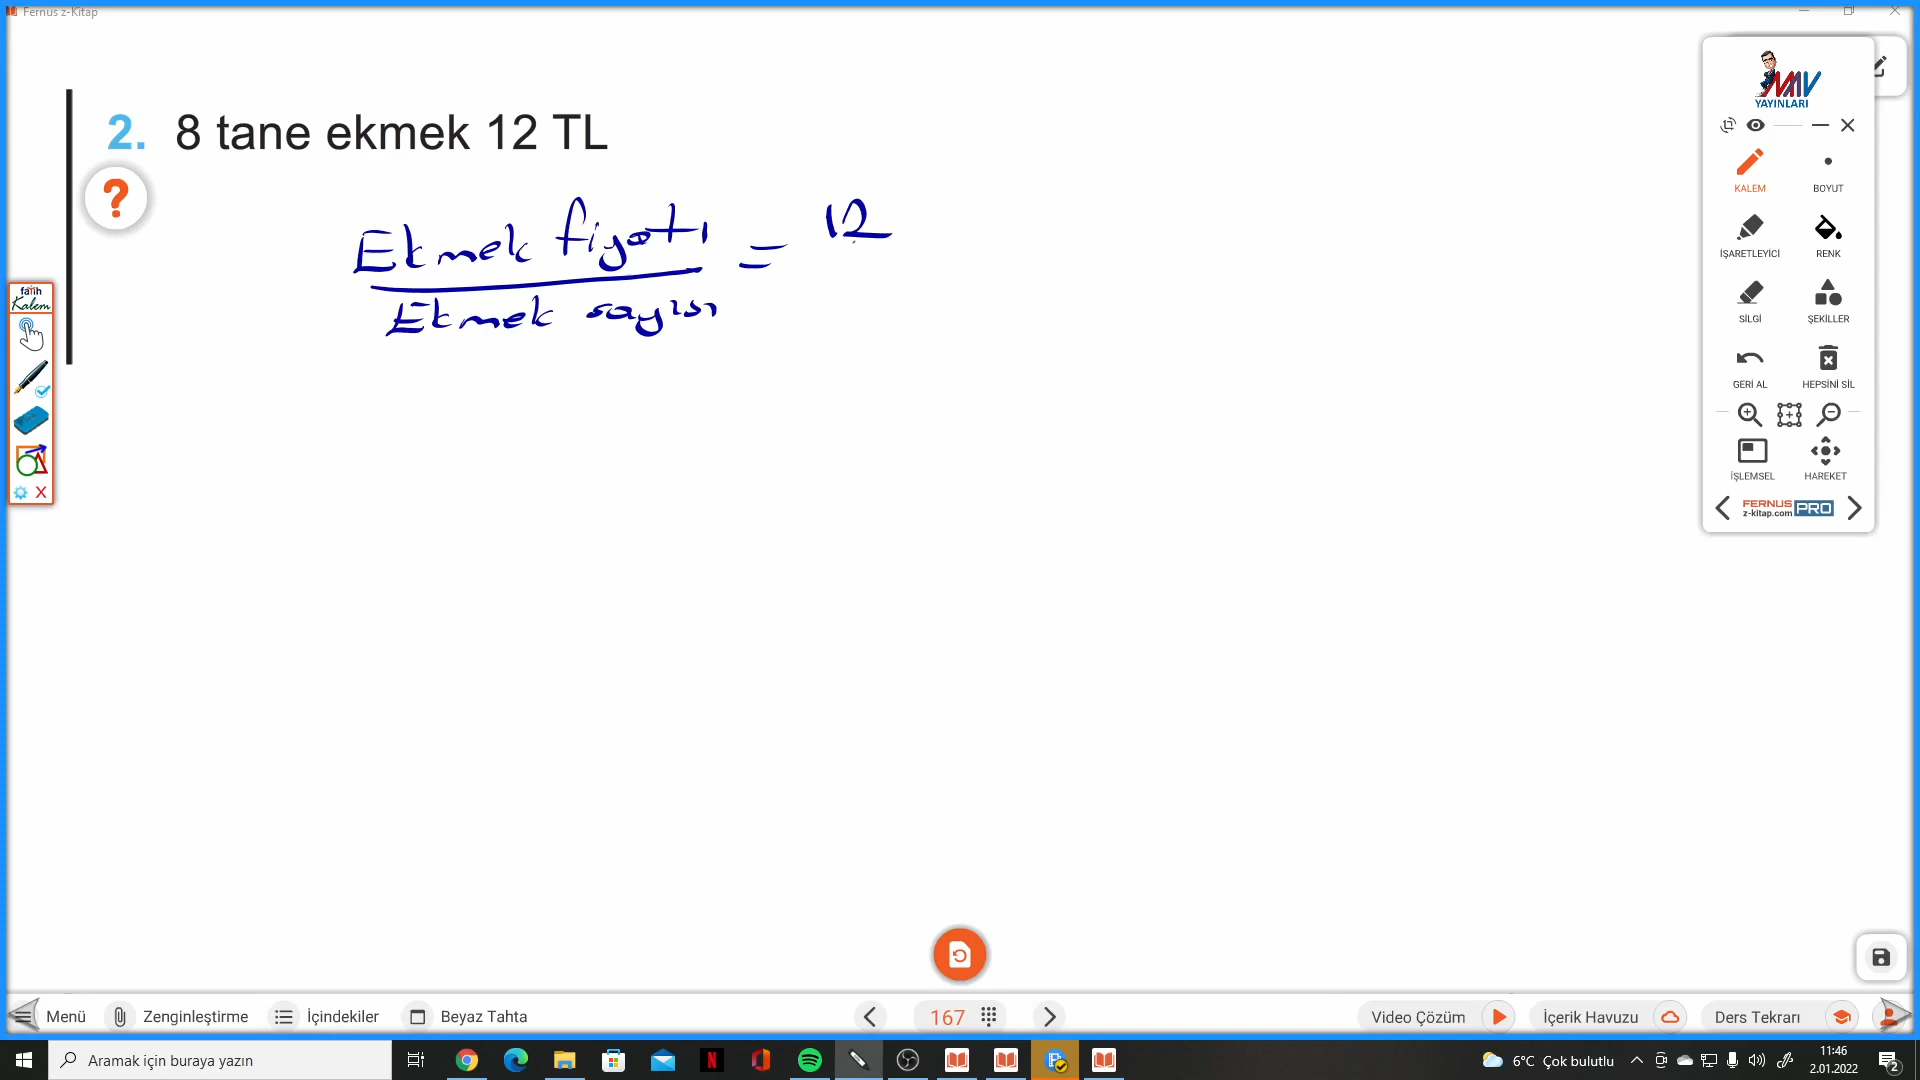 Fernus z-Kitap
2. 8 tane ekmek 12 TL
?
Ekmek fiyatı = 12
Ekmek sayısı
fatih
Kalem
MAV
YAYINLARI
KALEM BOYUT
İŞARETLEYİCİ RENK
SİLGİ ŞEKİLLER
GERİ AL HEPSİNİ SİL
İŞLEMSEL HAREKET
FERNUS
z-kitap.com PRO
Menü Zenginleştirme İçindekiler Beyaz Tahta 167 Video Çözüm İçerik Havuzu Ders Tekrarı
Aramak için buraya yazın 6°C Çok bulutlu 11:46
2.01.2022 2